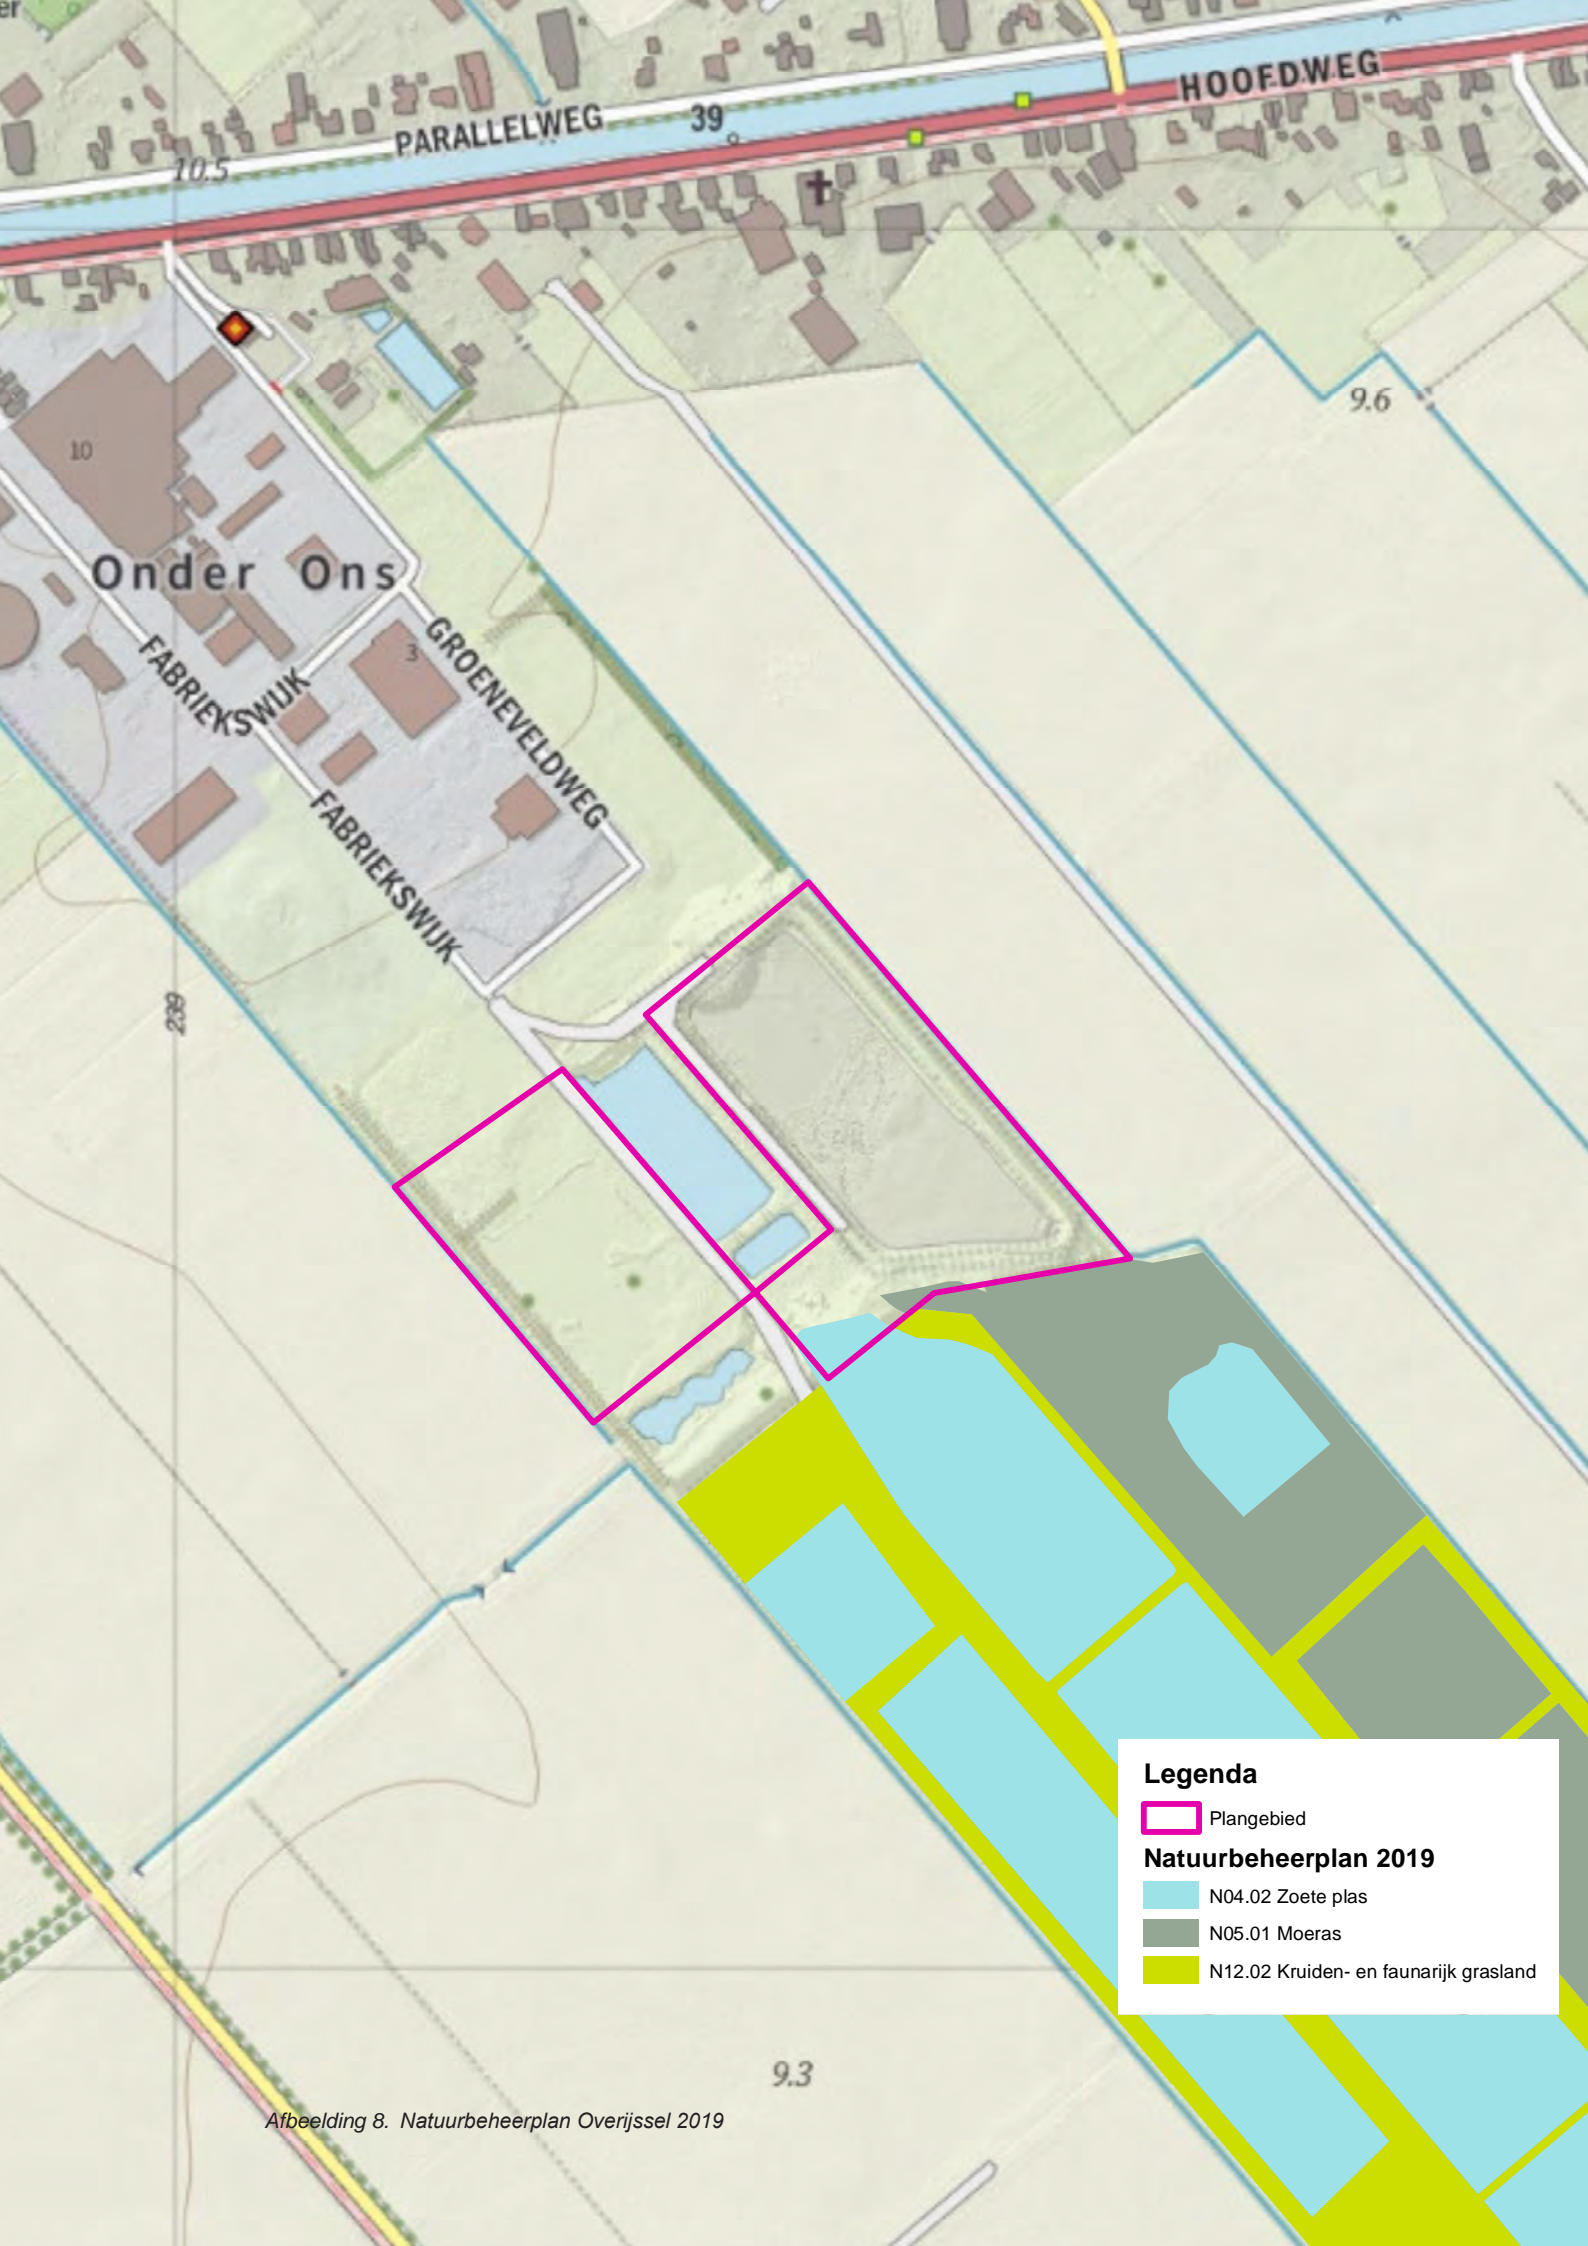 er
HOOFDWEG
39
PARALLELWEG
10.5
9.6
10
Onder Ons
3
GROENEVELDWEG
FABRIEKSWIJK
FABRIEKSWIJK
239
Legenda
Plangebied
Natuurbeheerplan 2019
N04.02 Zoete plas
N05.01 Moeras
N12.02 Kruiden- en faunarijk grasland
9.3
Afbeelding 8. Natuurbeheerplan Overijssel 2019